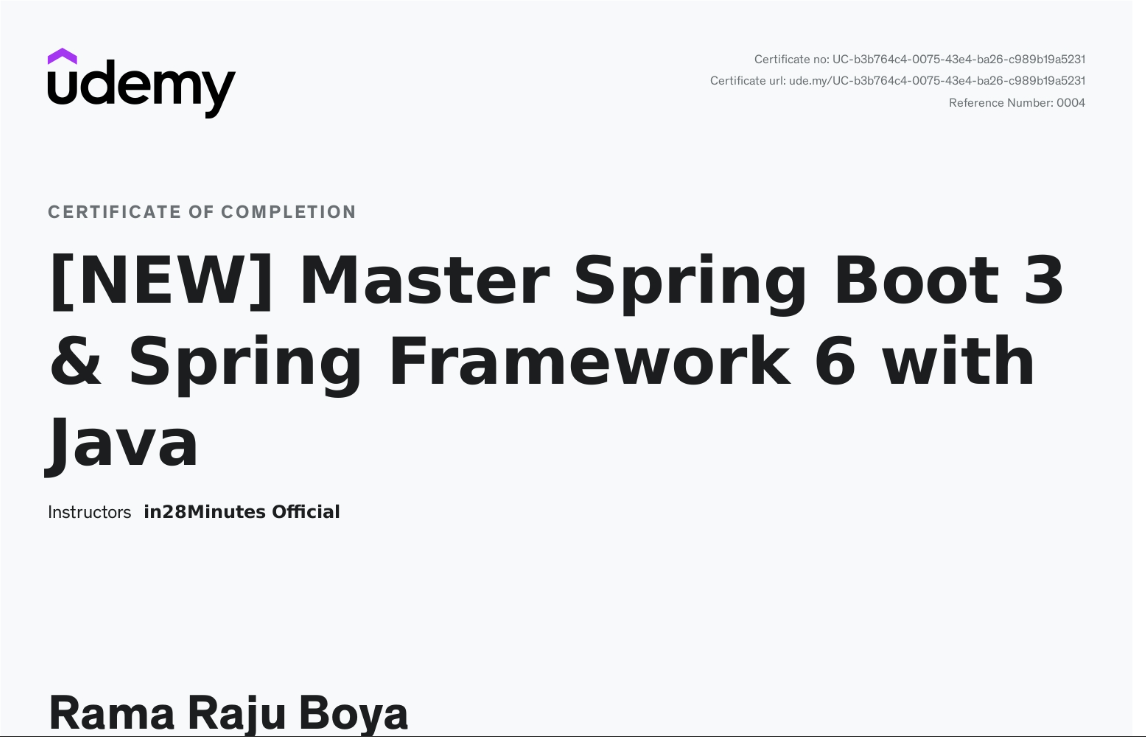 udemy
Certificate no: UC-b3b764c4-0075-43e4-ba26-c989b19a5231
Certificate url: ude.my/UC-b3b764c4-0075-43e4-ba26-c989b19a5231
Reference Number: 0004
CERTIFICATE OF COMPLETION
[NEW] Master Spring Boot 3
& Spring Framework 6 with
Java
Instructors in28Minutes Official
Rama Raju Boya